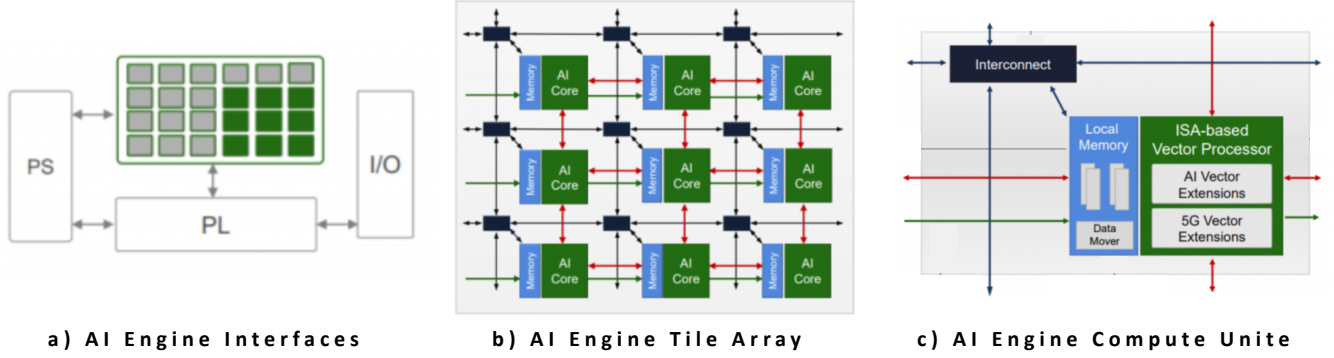 PS
PL
I/O
a) AI Engine Interfaces
Memory
AI
Core
Memory
AI
Core
Memory
AI
Core
Memory
AI
Core
Memory
AI
Core
Memory
AI
Core
Memory
AI
Core
Memory
AI
Core
Memory
AI
Core
b) AI Engine Tile Array
Interconnect
Local
Memory
Data
Mover
ISA-based
Vector Processor
AI Vector
Extensions
5G Vector
Extensions
c) AI Engine Compute Unite